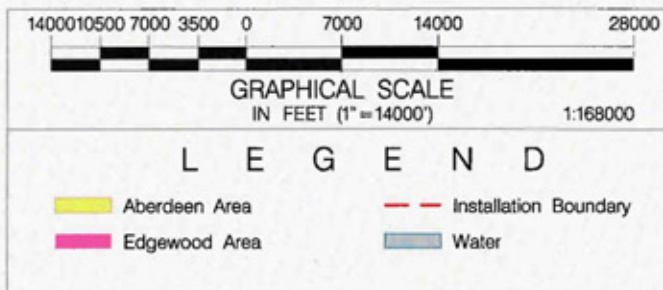 14000 10500 7000 3500 0 7000 14000 28000
GRAPHICAL SCALE
IN FEET (1"=14000') 1:168000
L E G E N D
Aberdeen Area Installation Boundary
Edgewood Area Water